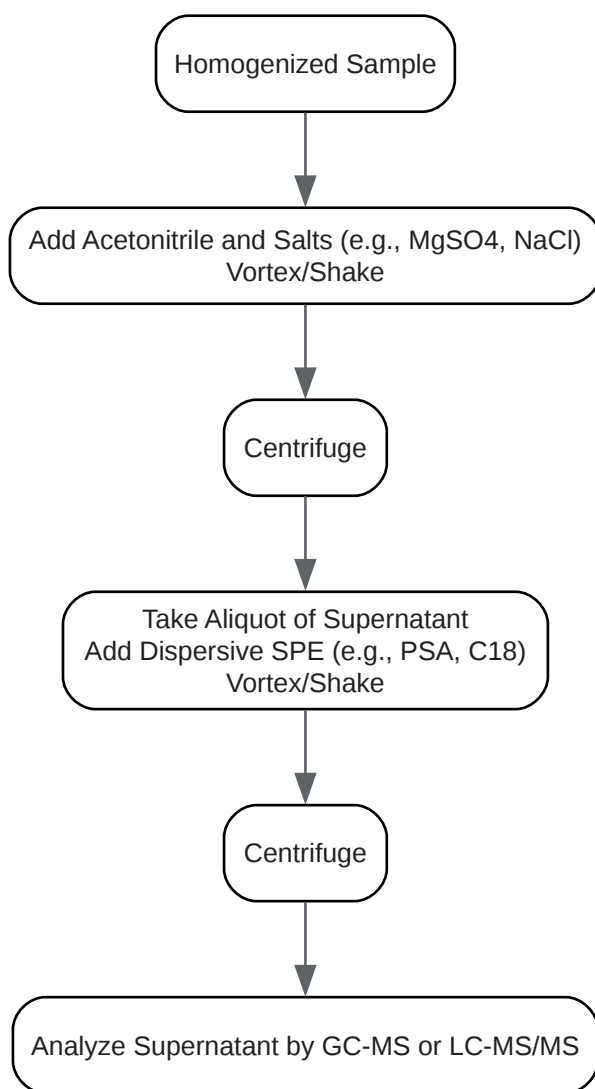 Homogenized Sample
Add Acetonitrile and Salts (e.g., MgSO4, NaCl)
Vortex/Shake
Centrifuge
Take Aliquot of Supernatant
Add Dispersive SPE (e.g., PSA, C18)
Vortex/Shake
Centrifuge
Analyze Supernatant by GC-MS or LC-MS/MS